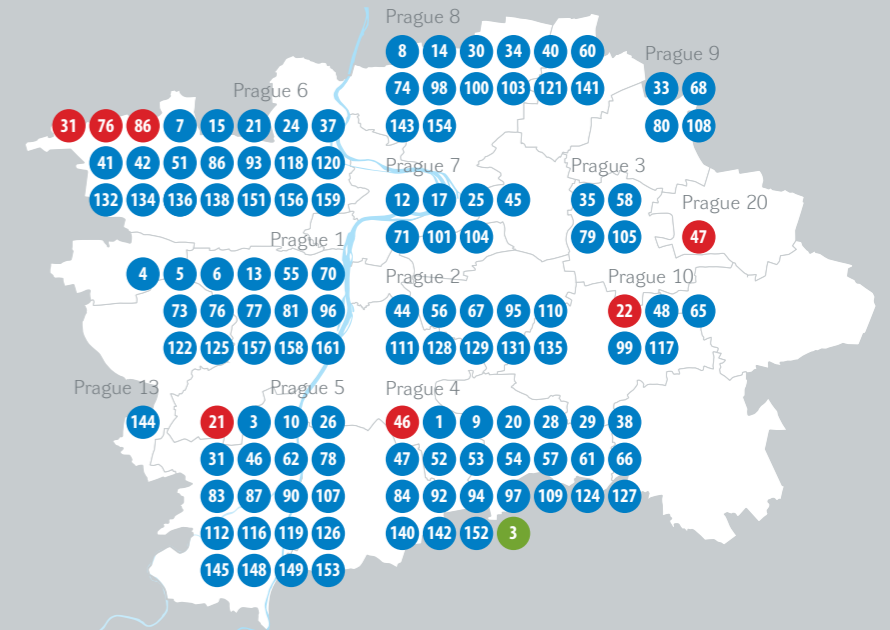 Prague 8
8 14 30 34 40 60
74 98 100 103 121 141
143 154
Prague 9
33 68
80 108
Prague 6
31 76 86 7 15 21 24 37
41 42 51 86 93 118 120
132 134 136 138 151 156 159
Prague 7
12 17 25 45
71 101 104
Prague 3
35 58
79 105
Prague 20
47
Prague 1
4 5 6 13 55 70
73 76 77 81 96
122 125 157 158 161
Prague 2
44 56 67 95 110
111 128 129 131 135
Prague 10
22 48 65
99 117
Prague 13
144
Prague 5
21 3 10 26
31 46 62 78
83 87 90 107
112 116 119 126
145 148 149 153
Prague 4
46 1 9 20 28 29 38
47 52 53 54 57 61 66
84 92 94 97 109 124 127
140 142 152 3